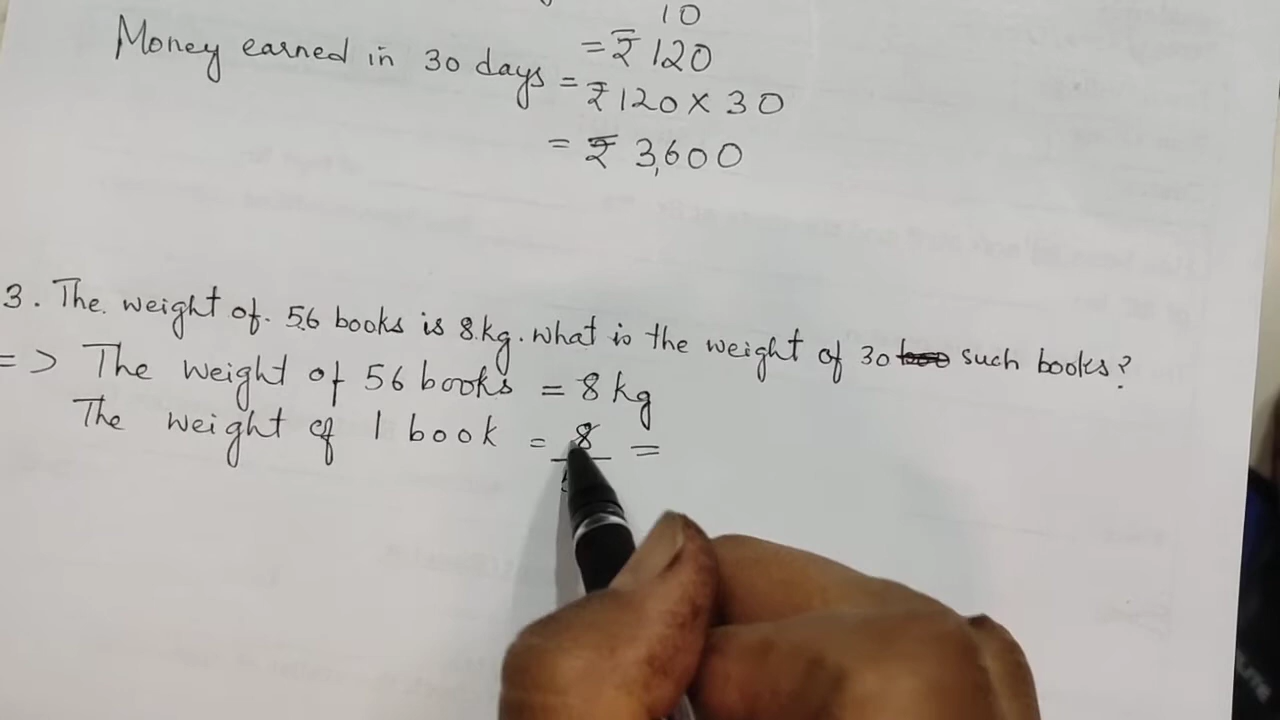 10
= ₹ 120
Money earned in 30 days = ₹ 120 × 30
= ₹ 3,600
3. The weight of 56 books is 8 kg. what is the weight of 30 such books?
=> The weight of 56 books = 8 kg
The weight of 1 book = 8 =